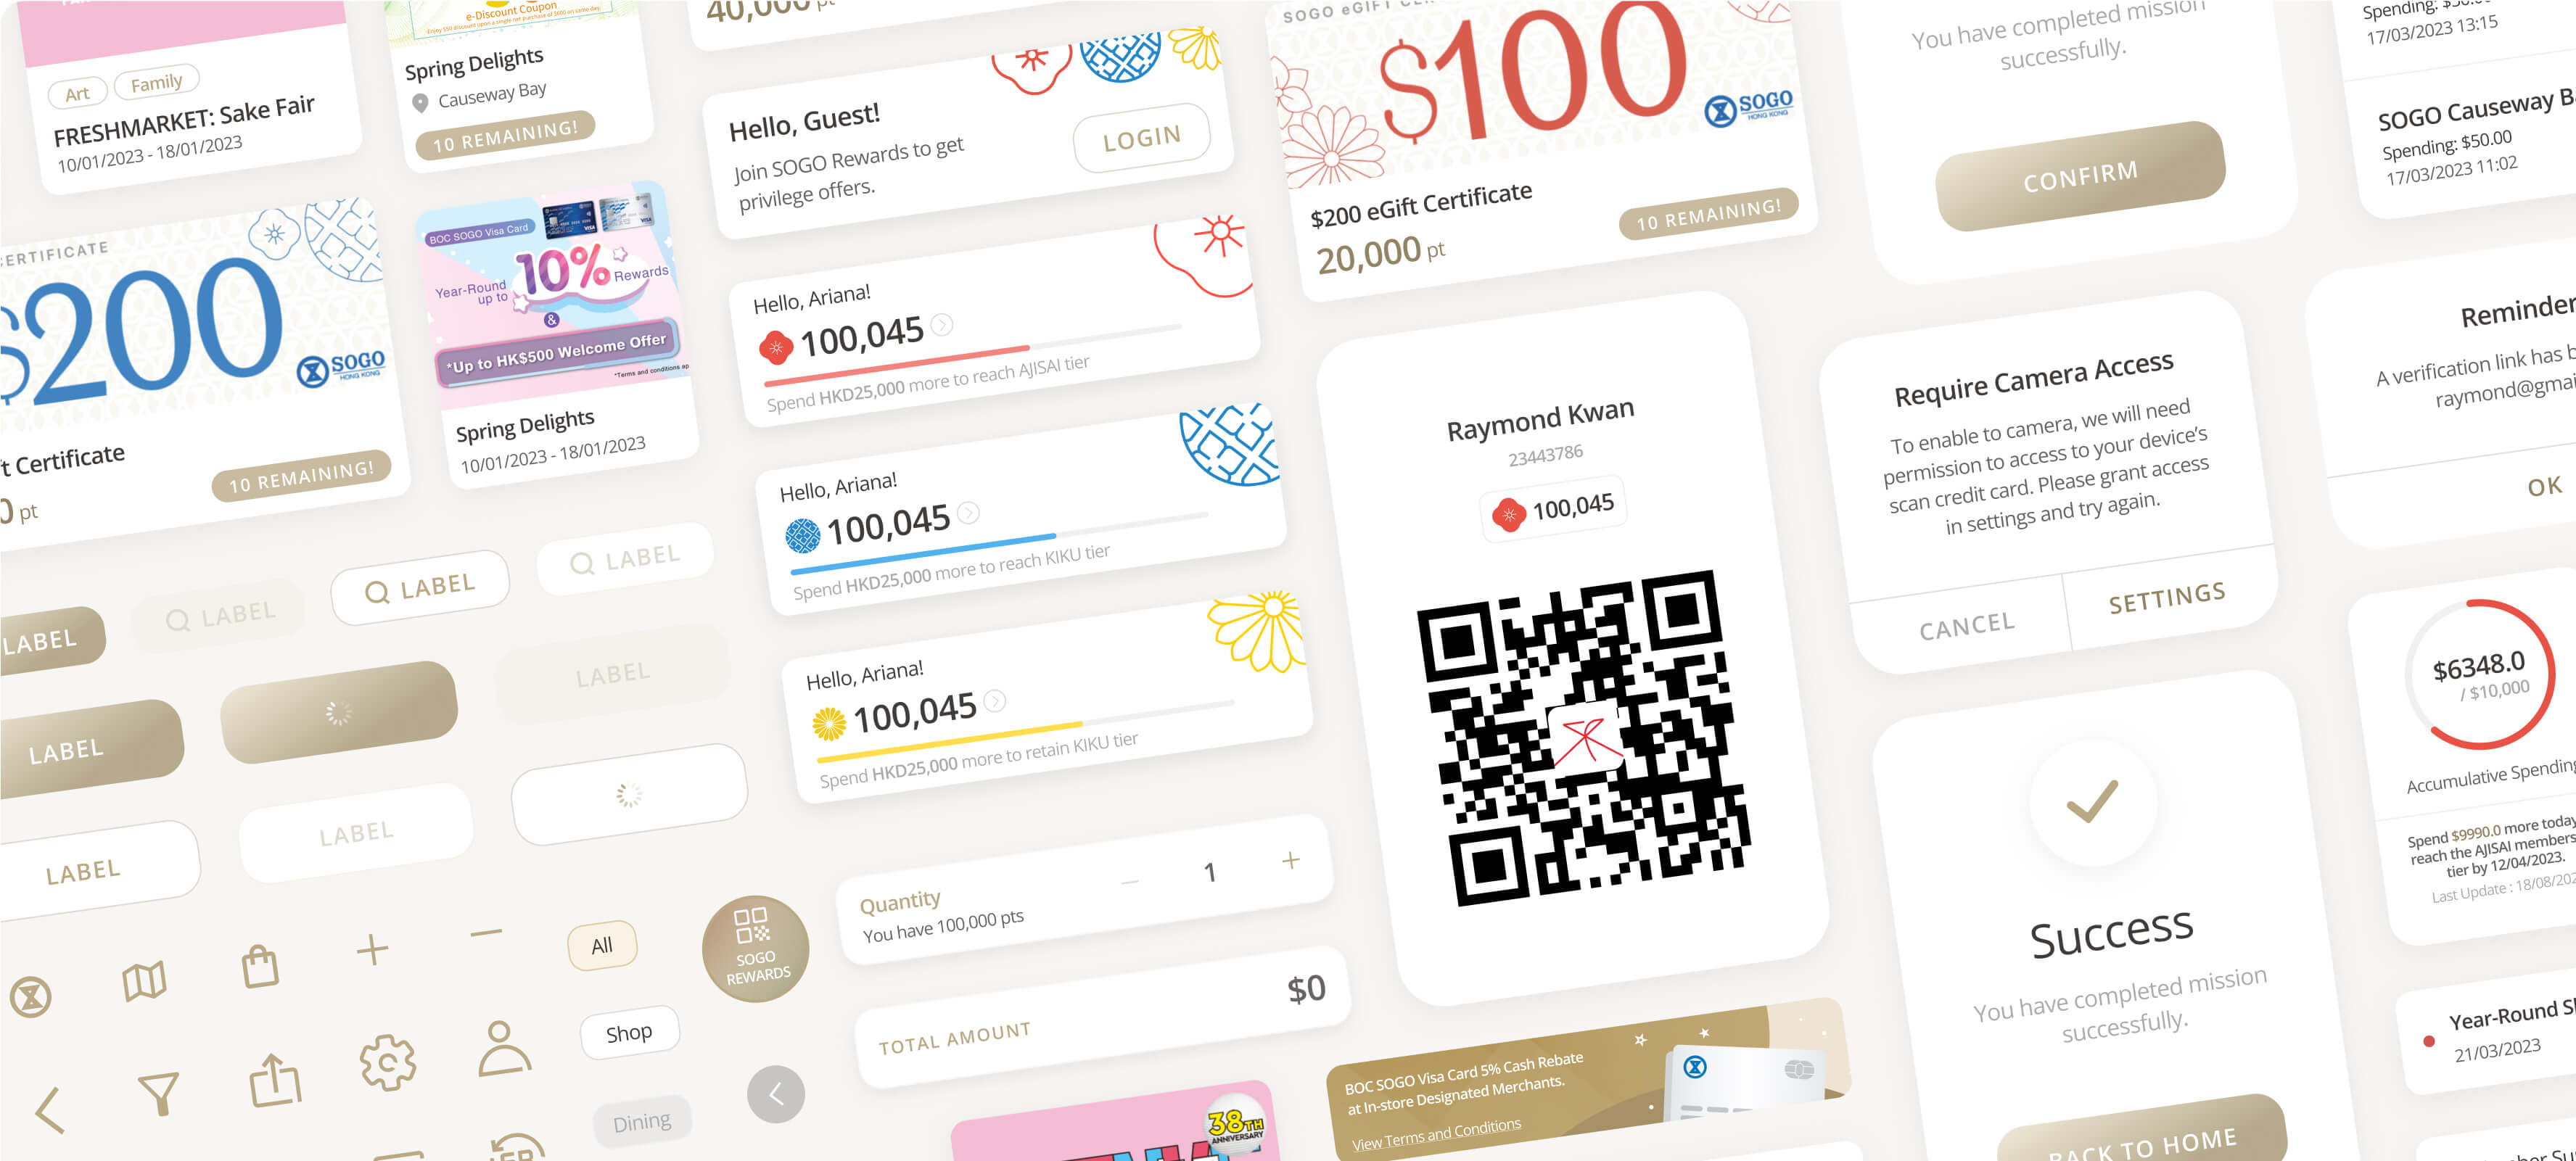 Art
Family
FRESHMARKET: Sake Fair
10/01/2023 - 18/01/2023
e-Discount Coupon
Spring Delights
Causeway Bay
10 REMAINING!
CERTIFICATE
$200
SOGO
HONG KONG
Certificate
pt
10 REMAINING!
BOC SOGO Visa Card
VISA
VISA
Year-Round
up to
10%
Rewards
&
*Up to HK$500 Welcome Offer
*Terms and conditions ap
Spring Delights
10/01/2023 - 18/01/2023
LABEL
LABEL
LABEL
LABEL
LABEL
LABEL
LABEL
LABEL
All
Shop
Dining
SOGO
REWARDS
40,000 pt
Hello, Guest!
Join SOGO Rewards to get
privilege offers.
LOGIN
Hello, Ariana!
100,045
Spend HKD25,000 more to reach AJISAI tier
Hello, Ariana!
100,045
Spend HKD25,000 more to reach KIKU tier
Hello, Ariana!
100,045
Spend HKD25,000 more to retain KIKU tier
Quantity
You have 100,000 pts
1
TOTAL AMOUNT
$0
38TH
ANNIVERSARY
SOGO eGIFT
$100
SOGO
HONG KONG
$200 eGift Certificate
20,000 pt
10 REMAINING!
Raymond Kwan
23443786
100,045
BOC SOGO Visa Card 5% Cash Rebate
at In-store Designated Merchants.
View Terms and Conditions
You have completed mission
successfully.
CONFIRM
Require Camera Access
To enable to camera, we will need
permission to access to your device’s
scan credit card. Please grant access
in settings and try again.
CANCEL
SETTINGS
Success
You have completed mission
successfully.
BACK TO HOME
Spending:
17/03/2023 13:15
SOGO Causeway B
Spending: $50.00
17/03/2023 11:02
Reminder
A verification link has b
raymond@gmai
OK
$6348.0
/ $10,000
Accumulative Spending
Spend $9990.0 more today
reach the AJISAI members
tier by 12/04/2023.
Last Update : 18/08/202
Year-Round S
21/03/2023